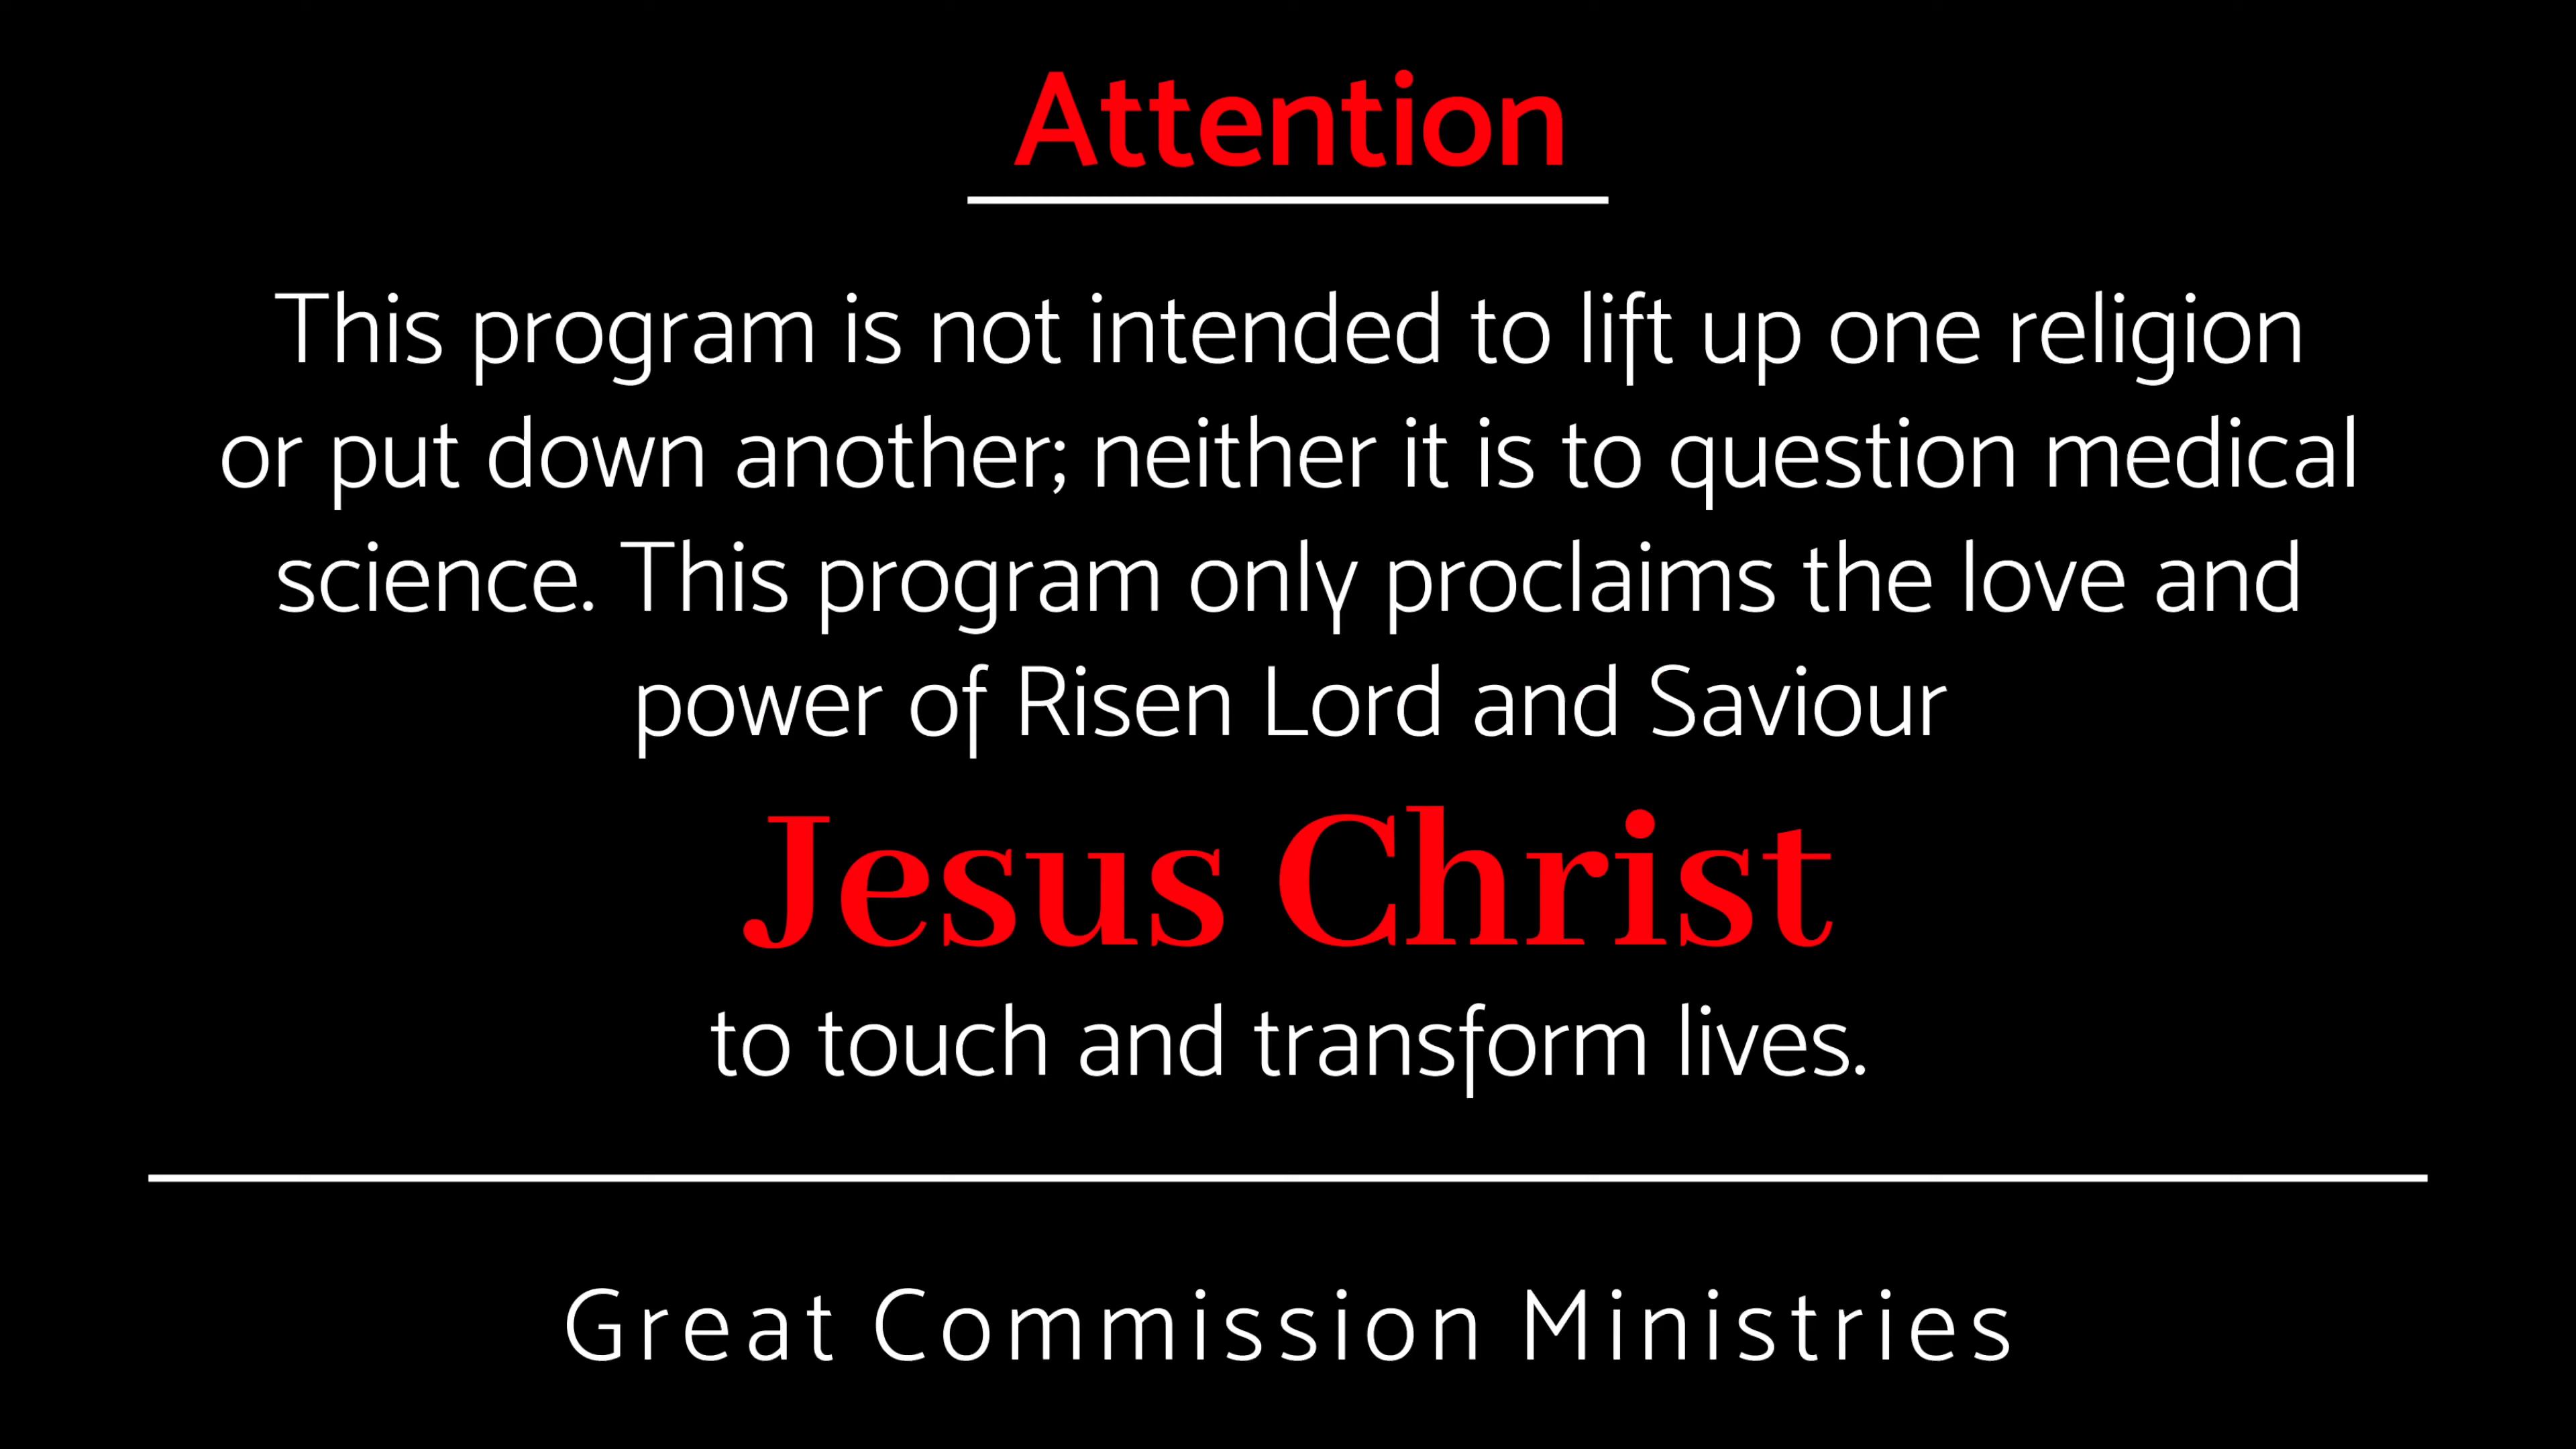 Attention
This program is not intended to lift up one religion
or put down another; neither it is to question medical
science. This program only proclaims the love and
power of Risen Lord and Saviour
Jesus Christ
to touch and transform lives.
Great Commission Ministries